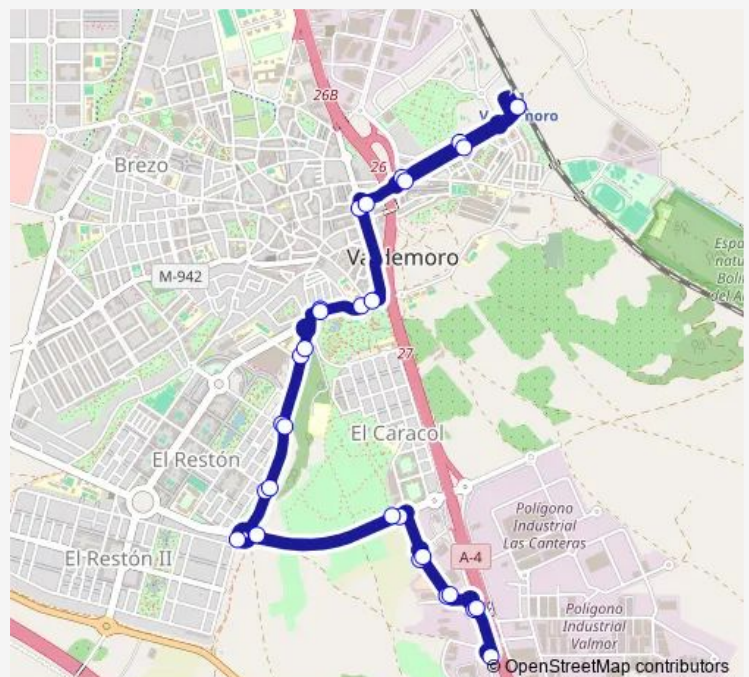 26B
Brezo
26
M-942
Valdemoro
27
El Caracol
El Restón
El Restón II
A-4
Polígono
Industrial
Las Canteras
Polígono
Industrial
Valmor
© OpenStreetMap contributors